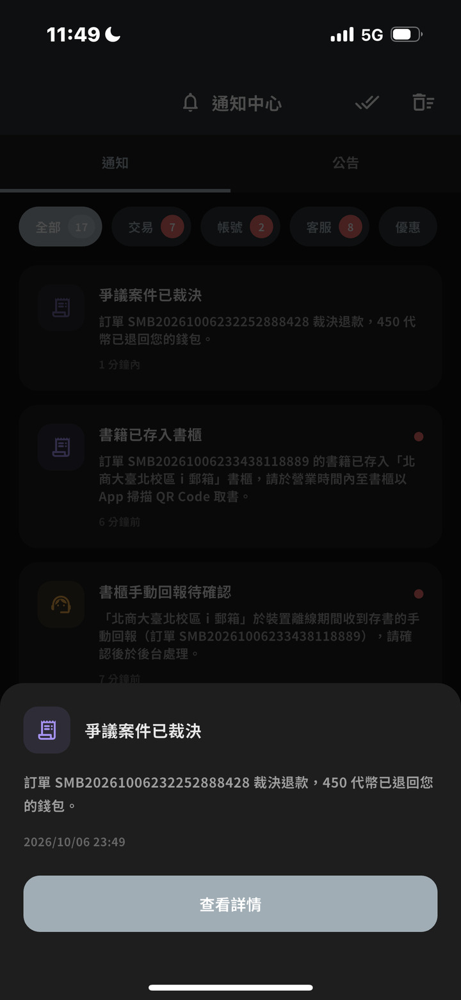 11:49
5G
通知中心
通知
公告
全部 17
交易 7
帳號 2
客服 8
優惠
爭議案件已裁決
訂單 SMB20261006232252888428 裁決退款，450 代
幣已退回您的錢包。
1 分鐘內
書籍已存入書櫃
訂單 SMB20261006233438118889 的書籍已存入「北
商大臺北校區ｉ郵箱」書櫃，請於營業時間內至書櫃以
App 掃描 QR Code 取書。
6 分鐘前
書櫃手動回報待確認
「北商大臺北校區ｉ郵箱」於裝置離線期間收到存書的手
動回報（訂單 SMB20261006233438118889），請確
認後於後台處理。
7 分鐘前
爭議案件已裁決
訂單 SMB20261006232252888428 裁決退款，450 代幣已退回您
的錢包。
2026/10/06 23:49
查看詳情